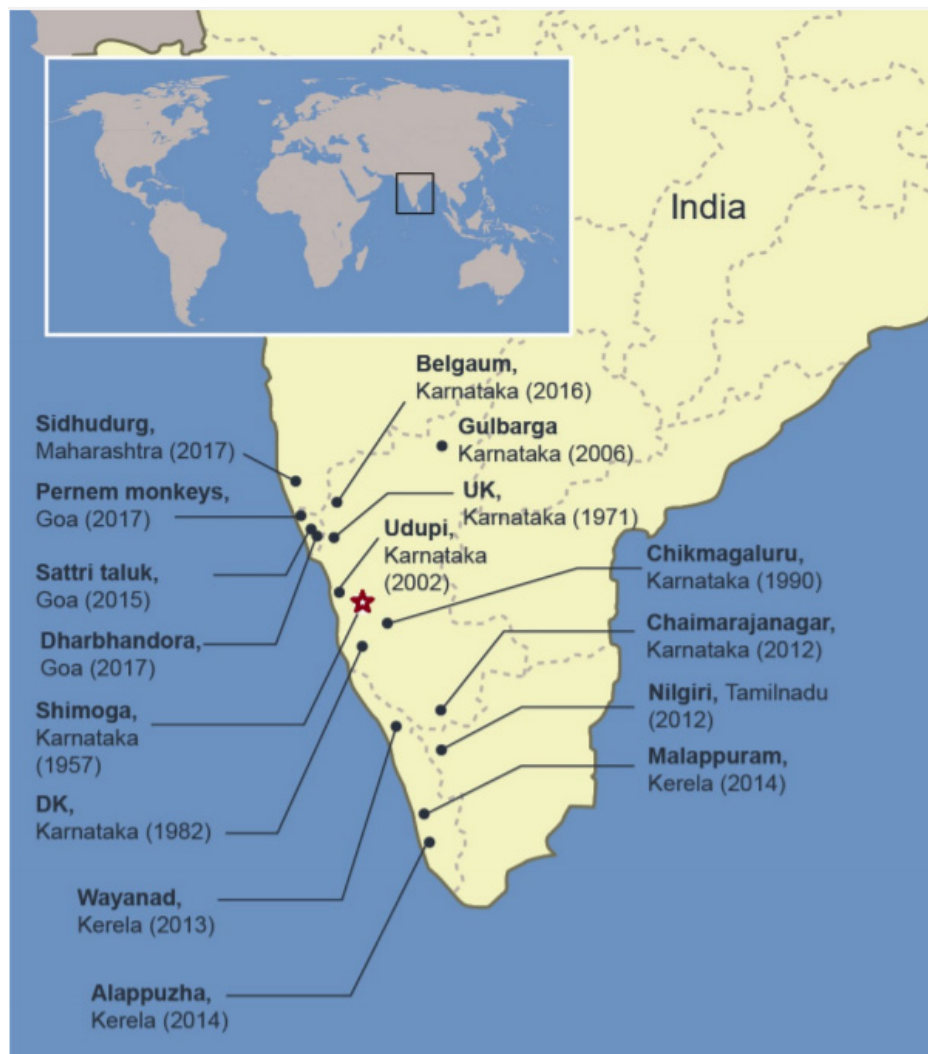 India
Belgaum,
Karnataka (2016)
Sidhudurg,
Maharashtra (2017)
Gulbarga
Karnataka (2006)
Pernem monkeys,
Goa (2017)
UK,
Karnataka (1971)
Udupi,
Karnataka
(2002)
Chikmagaluru,
Karnataka (1990)
Sattri taluk,
Goa (2015)
Chaimarajanagar,
Karnataka (2012)
Dharbhandora,
Goa (2017)
Nilgiri, Tamilnadu
(2012)
Shimoga,
Karnataka
(1957)
Malappuram,
Kerela (2014)
DK,
Karnataka (1982)
Wayanad,
Kerela (2013)
Alappuzha,
Kerela (2014)